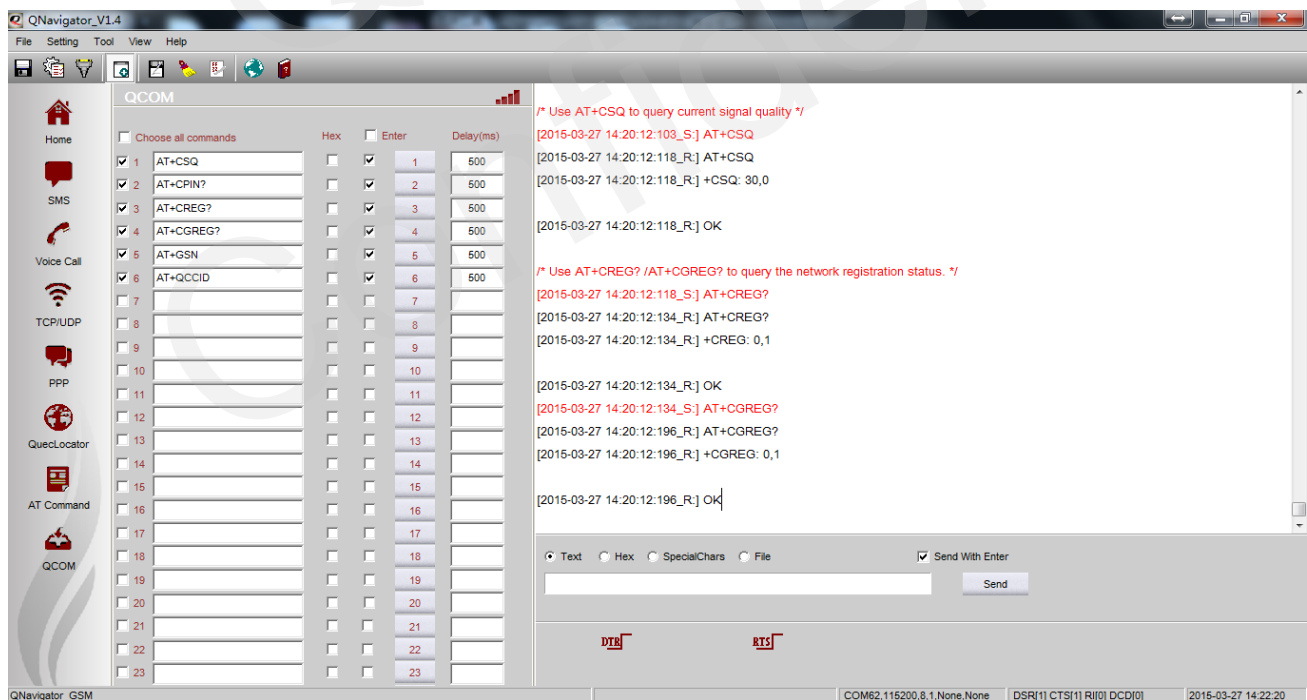 QNavigator_V1.4
File Setting Tool View Help
Home
SMS
Voice Call
TCP/UDP
PPP
QuecLocator
AT Command
QCOM
QCOM
Choose all commands Hex Enter Delay(ms)
1 AT+CSQ 1 500
2 AT+CPIN? 2 500
3 AT+CREG? 3 500
4 AT+CGREG? 4 500
5 AT+GSN 5 500
6 AT+QCCID 6 500
7 7
8 8
9 9
10 10
11 11
12 12
13 13
14 14
15 15
16 16
17 17
18 18
19 19
20 20
21 21
22 22
23 23
/* Use AT+CSQ to query current signal quality */
[2015-03-27 14:20:12:103_S:] AT+CSQ
[2015-03-27 14:20:12:118_R:] AT+CSQ
[2015-03-27 14:20:12:118_R:] +CSQ: 30,0
[2015-03-27 14:20:12:118_R:] OK
/* Use AT+CREG? /AT+CGREG? to query the network registration status. */
[2015-03-27 14:20:12:118_S:] AT+CREG?
[2015-03-27 14:20:12:134_R:] AT+CREG?
[2015-03-27 14:20:12:134_R:] +CREG: 0,1
[2015-03-27 14:20:12:134_R:] OK
[2015-03-27 14:20:12:134_S:] AT+CGREG?
[2015-03-27 14:20:12:196_R:] AT+CGREG?
[2015-03-27 14:20:12:196_R:] +CGREG: 0,1
[2015-03-27 14:20:12:196_R:] OK
Text Hex SpecialChars File Send With Enter
Send
DTR RTS
QNavigator_GSM COM62,115200,8,1,None,None DSR[1] CTS[1] RI[0] DCD[0] 2015-03-27 14:22:20